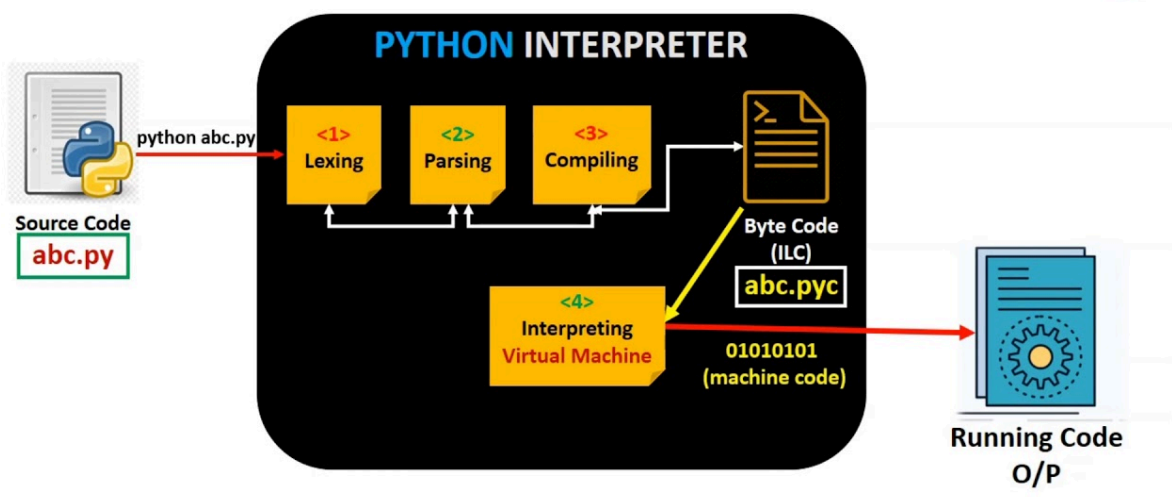 PYTHON INTERPRETER
python abc.py
<1>
Lexing
<2>
Parsing
<3>
Compiling
Source Code
abc.py
Byte Code
(ILC)
abc.pyc
<4>
Interpreting
Virtual Machine
01010101
(machine code)
Running Code
O/P